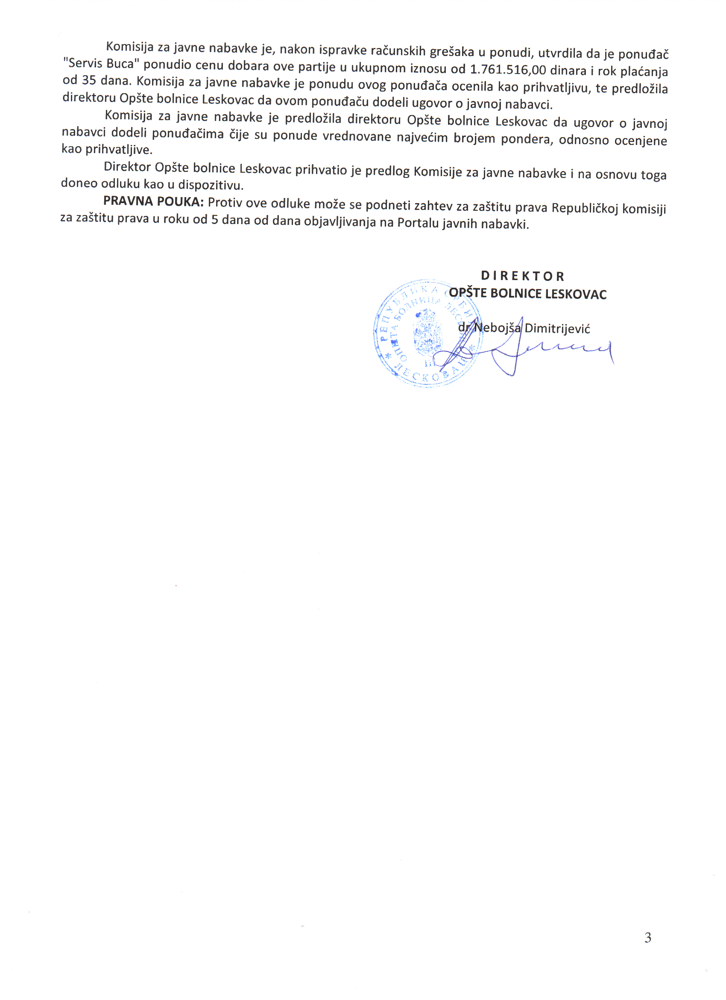 Komisija za javne nabavke je, nakon ispravke računskih grešaka u ponudi, utvrdila da je ponuđač
"Servis Buca" ponudio cenu dobara ove partije u ukupnom iznosu od 1.761.516,00 dinara i rok plaćanja
od 35 dana. Komisija za javne nabavke je ponudu ovog ponuđača ocenila kao prihvatljivu, te predložila
direktoru Opšte bolnice Leskovac da ovom ponuđaču dodeli ugovor o javnoj nabavci.
Komisija za javne nabavke je predložila direktoru Opšte bolnice Leskovac da ugovor o javnoj
nabavci dodeli ponuđačima čije su ponude vrednovane najvećim brojem pondera, odnosno ocenjene
kao prihvatljive.
Direktor Opšte bolnice Leskovac prihvatio je predlog Komisije za javne nabavke i na osnovu toga
doneo odluku kao u dispozitivu.
PRAVNA POUKA: Protiv ove odluke može se podneti zahtev za zaštitu prava Republičkoj komisiji
za zaštitu prava u roku od 5 dana od dana objavljivanja na Portalu javnih nabavki.
D I R E K T O R
OPŠTE BOLNICE LESKOVAC
dr Nebojša Dimitrijević
РЕПУБЛИКА СРБИЈА
ОПШТА БОЛНИЦА
ЛЕСКОВАЦ
3